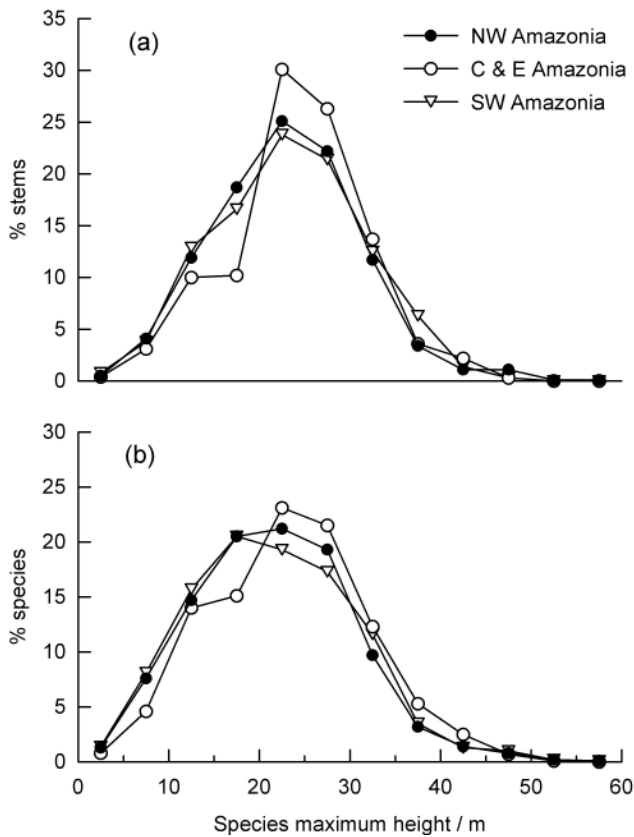 (a)
NW Amazonia
C & E Amazonia
SW Amazonia
35
30
25
20
15
10
5
0
% stems
(b)
30
25
20
15
10
5
0
% species
0 10 20 30 40 50 60
Species maximum height / m